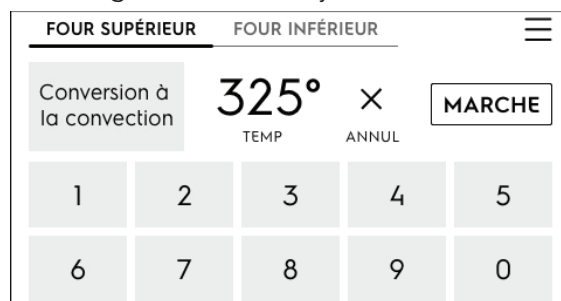 FOUR SUPÉRIEUR FOUR INFÉRIEUR
Conversion à
la convection
325°
TEMP
ANNUL
MARCHE
1 2 3 4 5
6 7 8 9 0